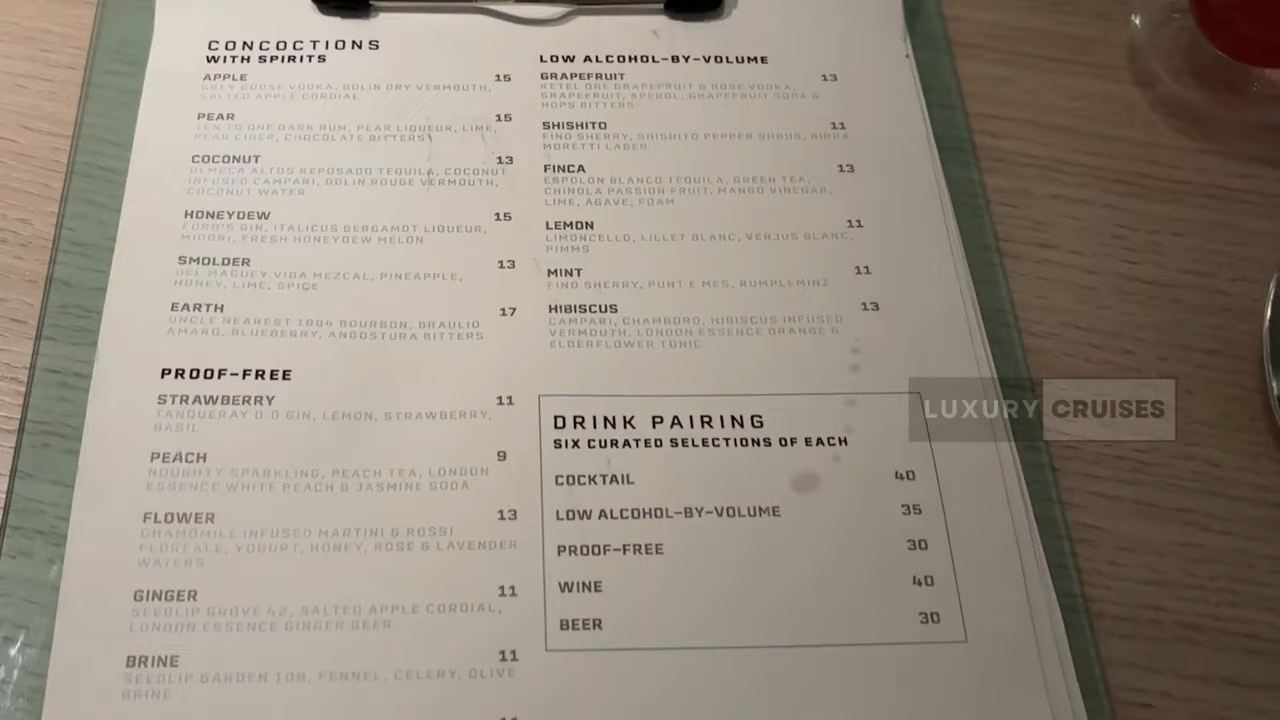 CONCOCTIONS
WITH SPIRITS
APPLE 15
GREY GOOSE VODKA, DOLIN DRY VERMOUTH,
SALTED APPLE CORDIAL
PEAR 15
TEN TO ONE DARK RUM, PEAR LIQUEUR, LIME,
PEAR CIDER, CHOCOLATE BITTERS
COCONUT 13
OLMECA ALTOS REPOSADO TEQUILA, COCONUT
INFUSED CAMPARI, DOLIN ROUGE VERMOUTH,
COCONUT WATER
HONEYDEW 15
FORD'S GIN, ITALICUS BERGAMOT LIQUEUR,
MIDORI, FRESH HONEYDEW MELON
SMOLDER 13
DEL MAGUEY VIDA MEZCAL, PINEAPPLE,
HONEY, LIME, SPICE
EARTH 17
UNCLE NEAREST 1884 BOURBON, BRAULIO
AMARO, BLUEBERRY, ANGOSTURA BITTERS
PROOF-FREE
STRAWBERRY 11
TANQUERAY 0.0 GIN, LEMON, STRAWBERRY,
BASIL
PEACH 9
NOUGHTY SPARKLING, PEACH TEA, LONDON
ESSENCE WHITE PEACH & JASMINE SODA
FLOWER 13
CHAMOMILE INFUSED MARTINI & ROSSI
FLOREALE, YOGURT, HONEY, ROSE & LAVENDER
WATERS
GINGER 11
SEEDLIP GROVE 42, SALTED APPLE CORDIAL,
LONDON ESSENCE GINGER BEER
BRINE 11
SEEDLIP GARDEN 108, FENNEL, CELERY, OLIVE
BRINE
LOW ALCOHOL-BY-VOLUME
GRAPEFRUIT 13
KETEL ONE GRAPEFRUIT & ROSE VODKA,
GRAPEFRUIT, APEROL, GRAPEFRUIT SODA &
HOPS BITTERS
SHISHITO 11
FINO SHERRY, SHISHITO PEPPER SHRUB, BIRRA
MORETTI LAGER
FINCA 13
ESPOLON BLANCO TEQUILA, GREEN TEA,
CHINOLA PASSION FRUIT, MANGO VINEGAR,
LIME, AGAVE, FOAM
LEMON 11
LIMONCELLO, LILLET BLANC, VERJUS BLANC,
PIMMS
MINT 11
FINO SHERRY, PUNT E MES, RUMPLEMINZ
HIBISCUS 13
CAMPARI, CHAMBORD, HIBISCUS INFUSED
VERMOUTH, LONDON ESSENCE ORANGE &
ELDERFLOWER TONIC
DRINK PAIRING
SIX CURATED SELECTIONS OF EACH
COCKTAIL 40
LOW ALCOHOL-BY-VOLUME 35
PROOF-FREE 30
WINE 40
BEER 30
LUXURY CRUISES